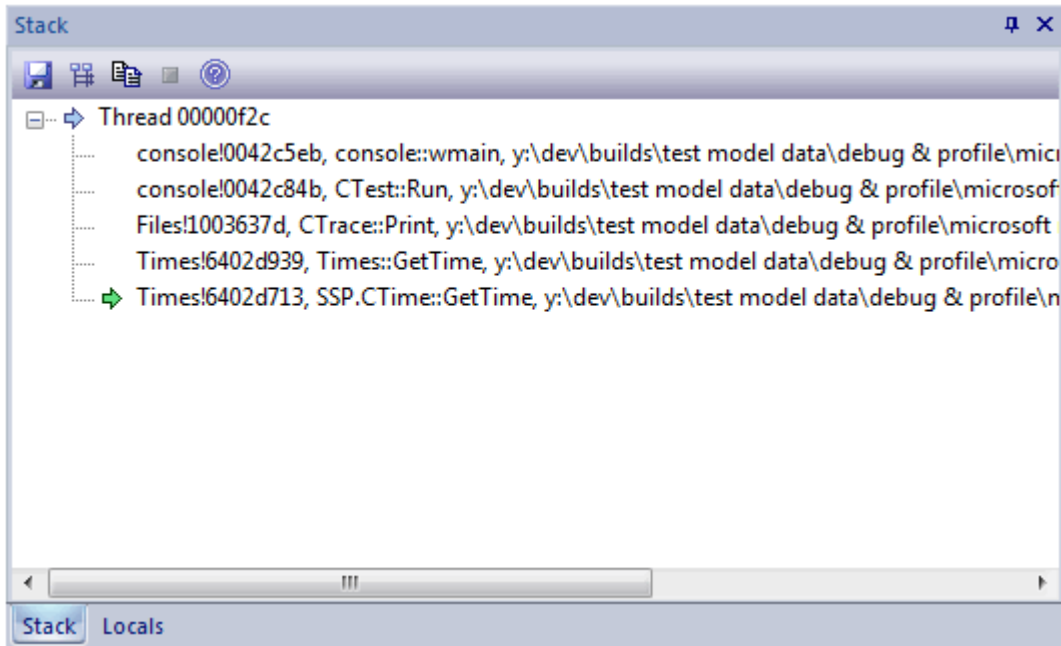 Stack
Thread 00000f2c
console!0042c5eb, console::wmain, y:\dev\builds\test model data\debug & profile\micr
console!0042c84b, CTest::Run, y:\dev\builds\test model data\debug & profile\microsof
Files!1003637d, CTrace::Print, y:\dev\builds\test model data\debug & profile\microsoft
Times!6402d939, Times::GetTime, y:\dev\builds\test model data\debug & profile\micro
Times!6402d713, SSP.CTime::GetTime, y:\dev\builds\test model data\debug & profile\
Stack Locals